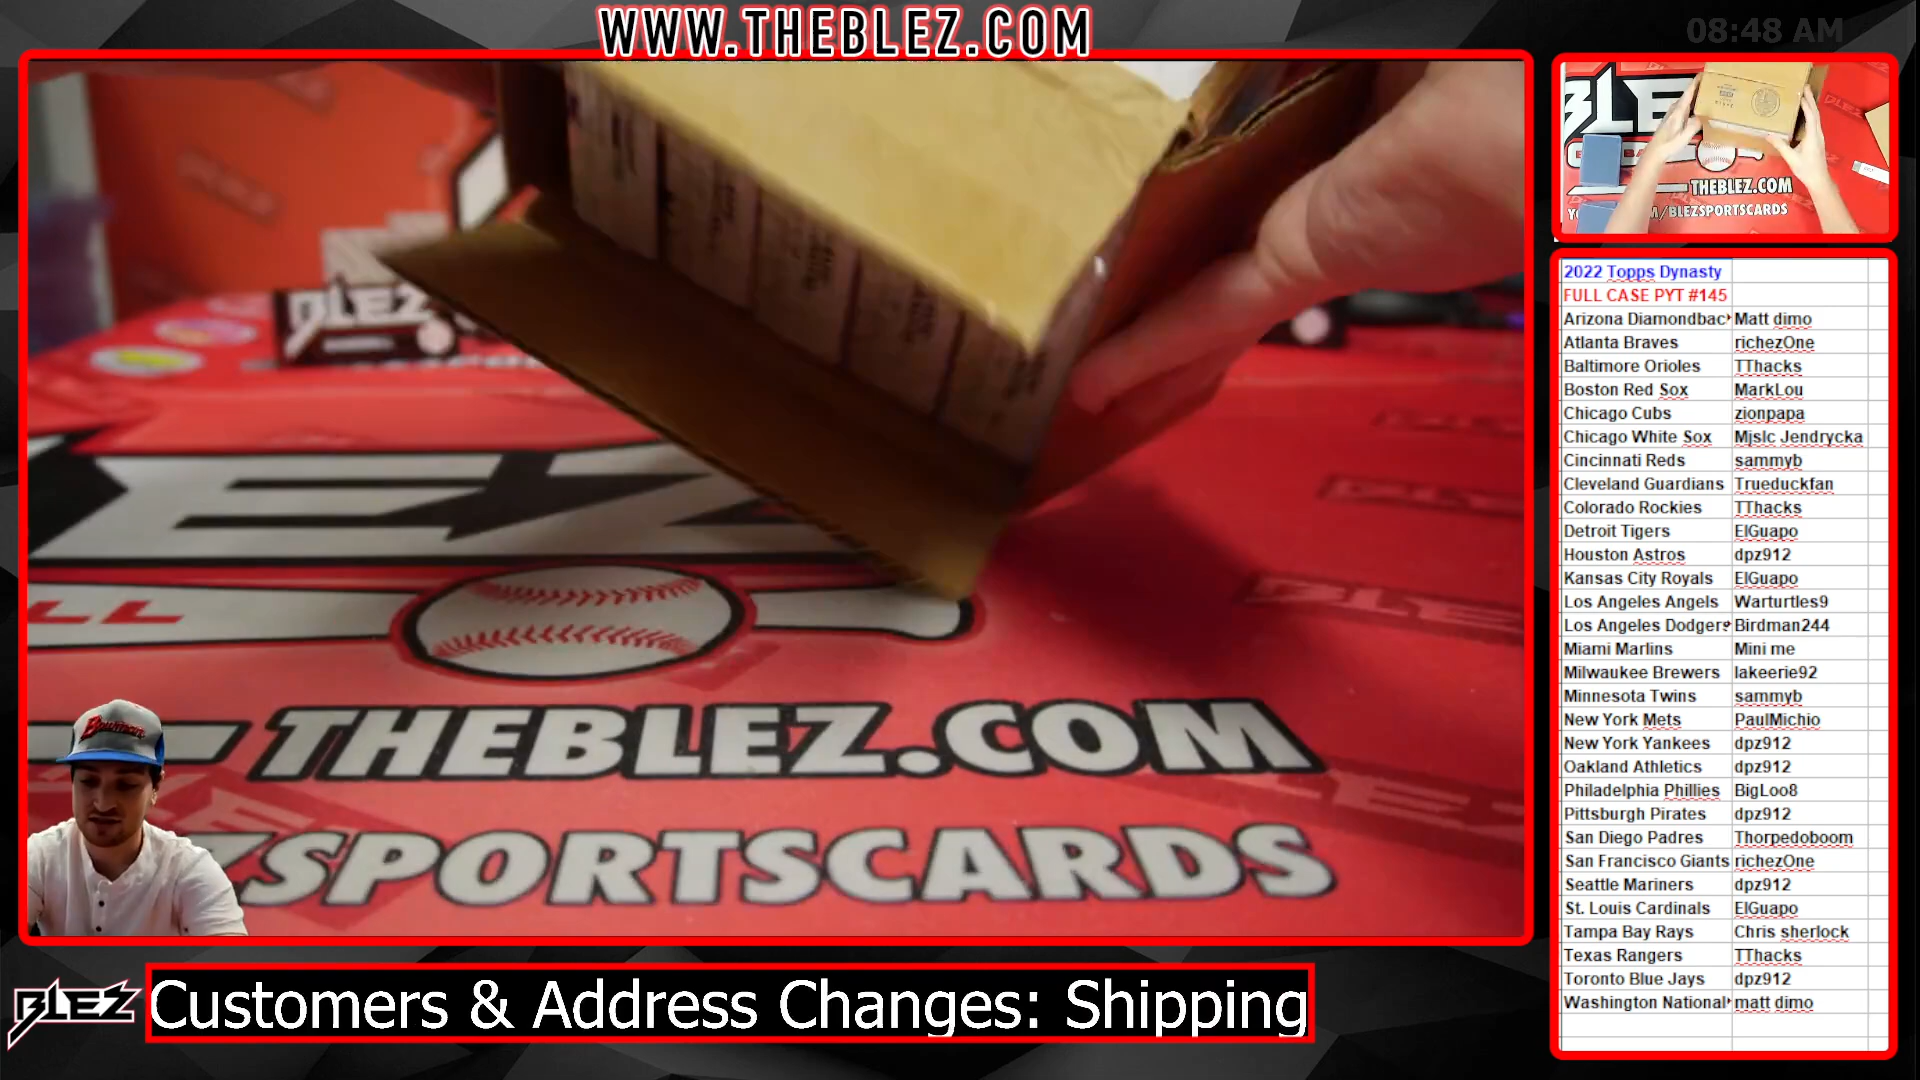 WWW.THEBLEZ.COM
08:48 AM
BLEZ
EZ
LL
THEBLEZ.COM
ZSPORTSCARDS
Bowman
BLE
THEBLEZ.COM
M/BLEZSPORTSCARDS
2022 Topps Dynasty
FULL CASE PYT #145
Arizona Diamondbac Matt dimo
Atlanta Braves richezOne
Baltimore Orioles TThacks
Boston Red Sox MarkLou
Chicago Cubs zionpapa
Chicago White Sox Mjslc Jendrycka
Cincinnati Reds sammyb
Cleveland Guardians Trueduckfan
Colorado Rockies TThacks
Detroit Tigers ElGuapo
Houston Astros dpz912
Kansas City Royals ElGuapo
Los Angeles Angels Warturtles9
Los Angeles Dodgers Birdman244
Miami Marlins Mini me
Milwaukee Brewers lakeerie92
Minnesota Twins sammyb
New York Mets PaulMichio
New York Yankees dpz912
Oakland Athletics dpz912
Philadelphia Phillies BigLoo8
Pittsburgh Pirates dpz912
San Diego Padres Thorpedoboom
San Francisco Giants richezOne
Seattle Mariners dpz912
St. Louis Cardinals ElGuapo
Tampa Bay Rays Chris sherlock
Texas Rangers TThacks
Toronto Blue Jays dpz912
Washington National matt dimo
BLEZ
Customers & Address Changes: Shipping